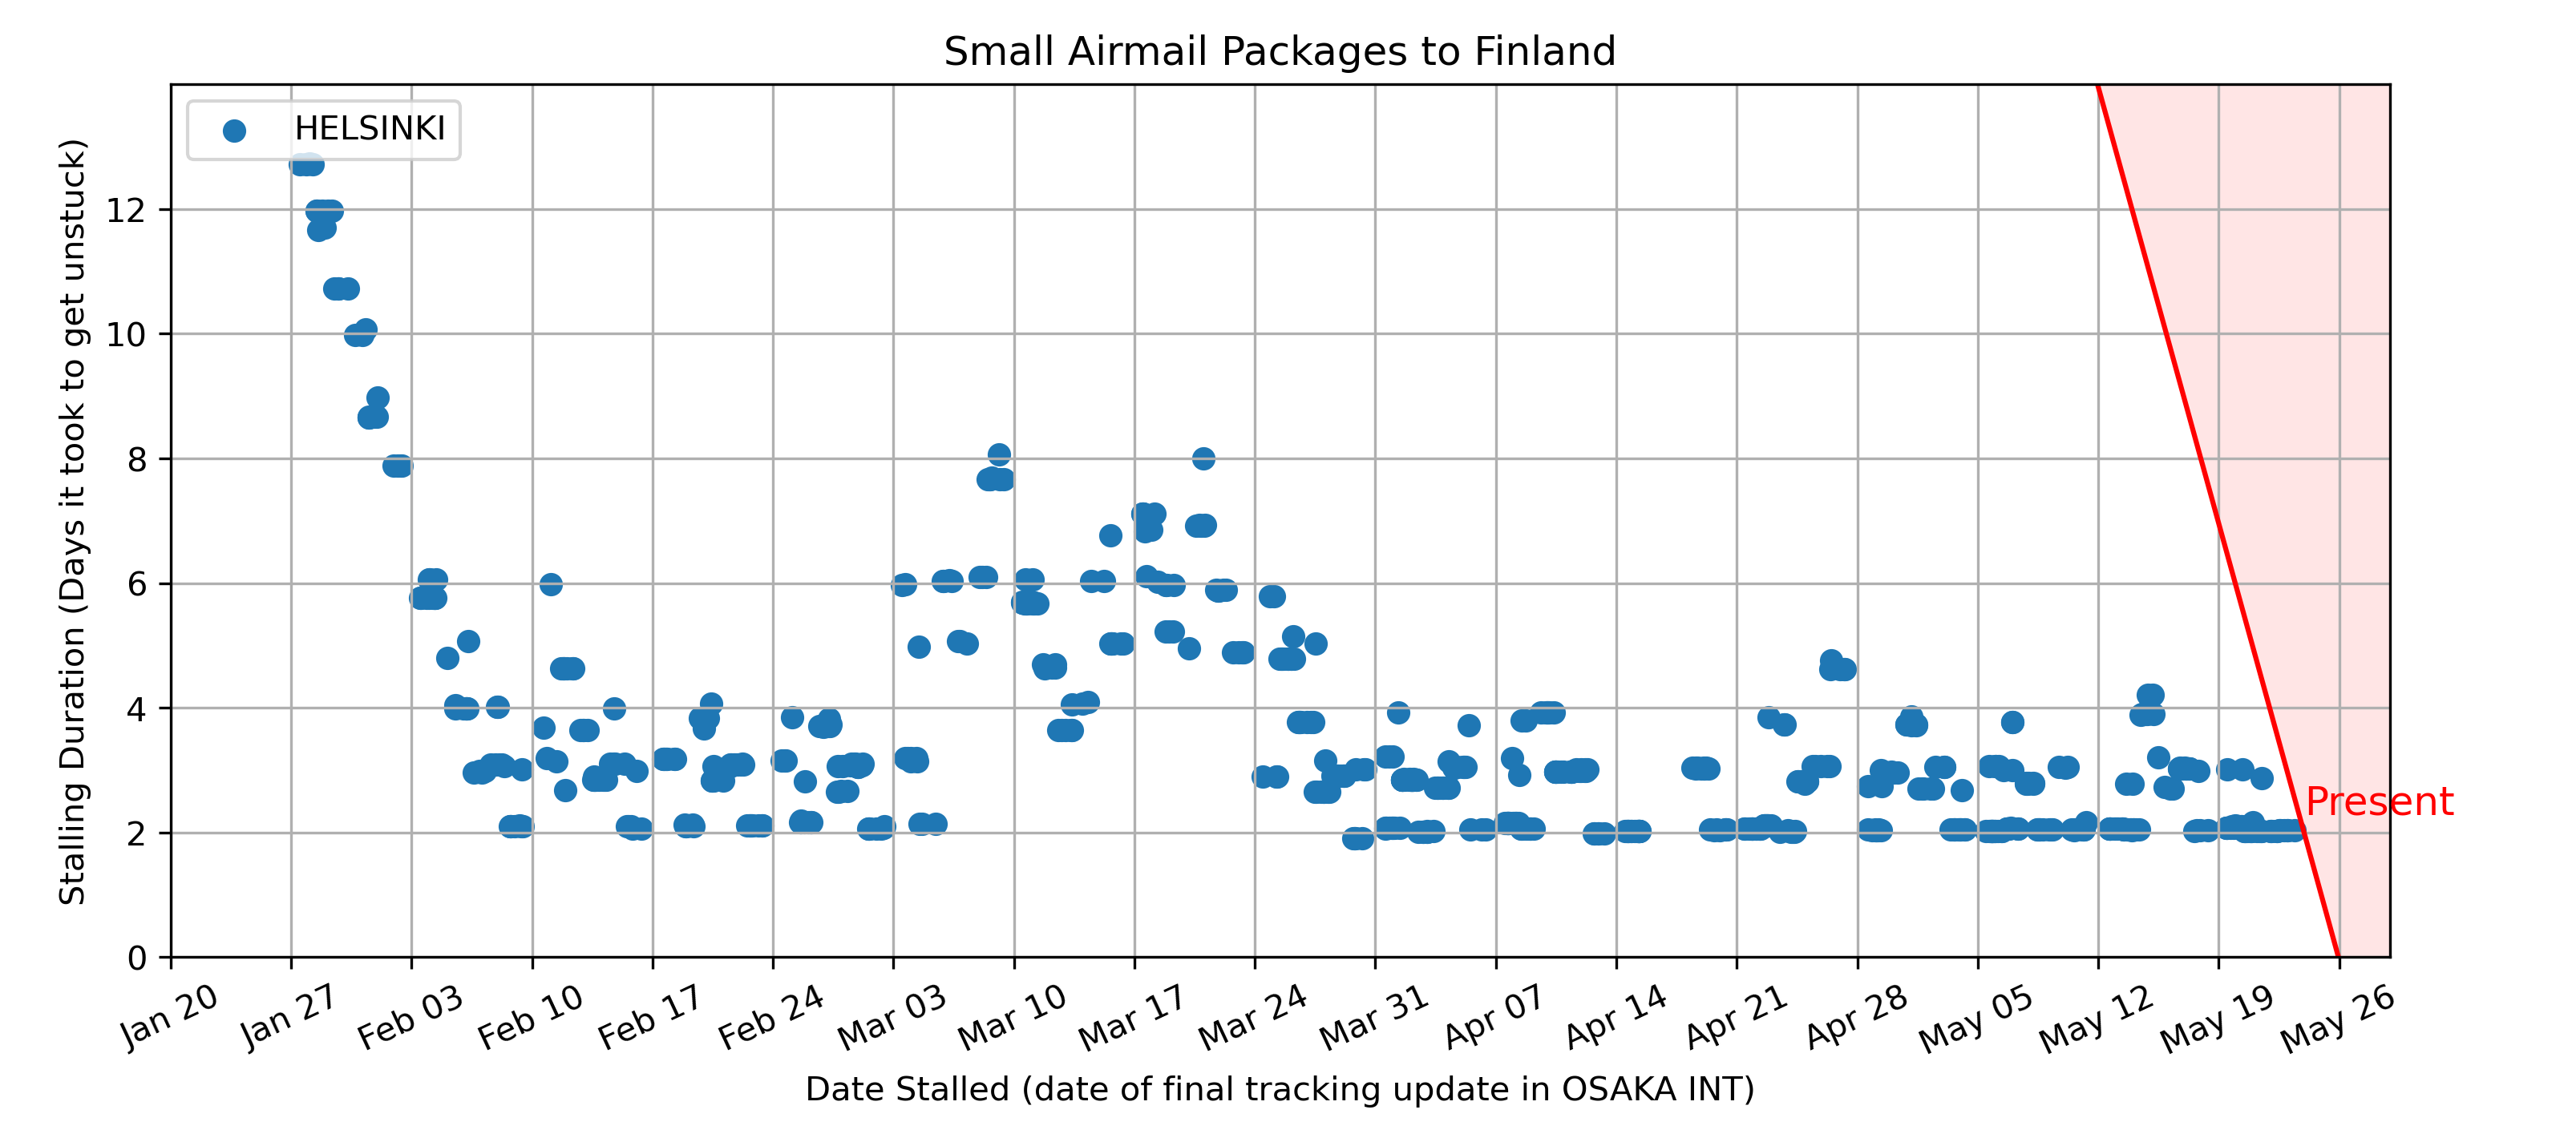 Small Airmail Packages to Finland
HELSINKI
Stalling Duration (Days it took to get unstuck)
12
10
8
6
4
2
0
Present
Jan 20 Jan 27 Feb 03 Feb 10 Feb 17 Feb 24 Mar 03 Mar 10 Mar 17 Mar 24 Mar 31 Apr 07 Apr 14 Apr 21 Apr 28 May 05 May 12 May 19 May 26
Date Stalled (date of final tracking update in OSAKA INT)